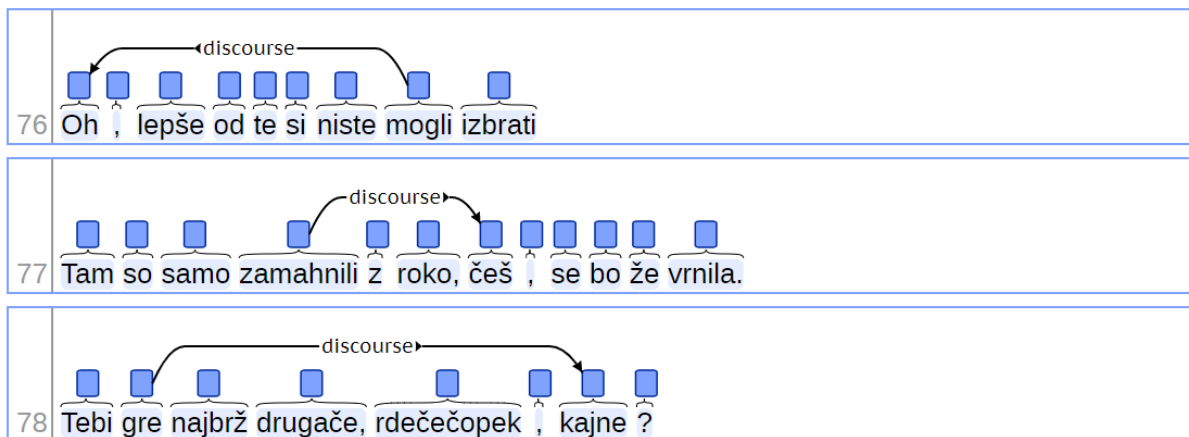 discourse
76 Oh , lepše od te si niste mogli izbrati
discourse
77 Tam so samo zamahnili z roko, češ , se bo že vrnila.
discourse
78 Tebi gre najbrž drugače, rdečečopek , kajne ?